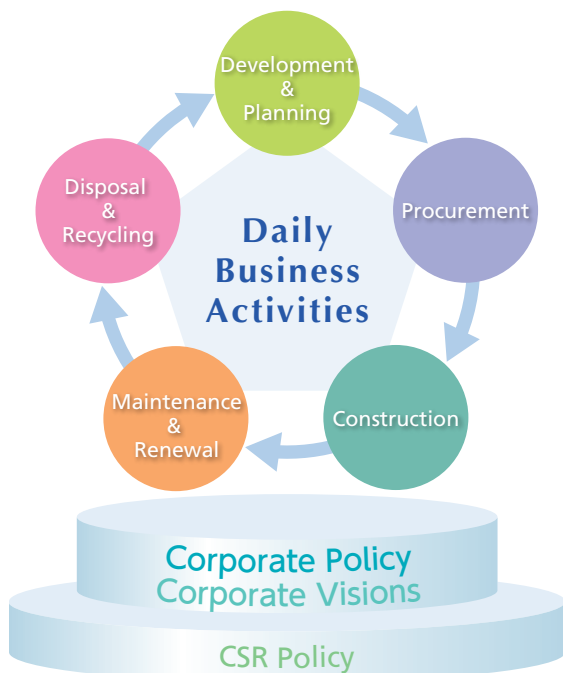 Development
&
Planning
Disposal
&
Recycling
Procurement
Daily
Business
Activities
Maintenance
&
Renewal
Construction
Corporate Policy
Corporate Visions
CSR Policy